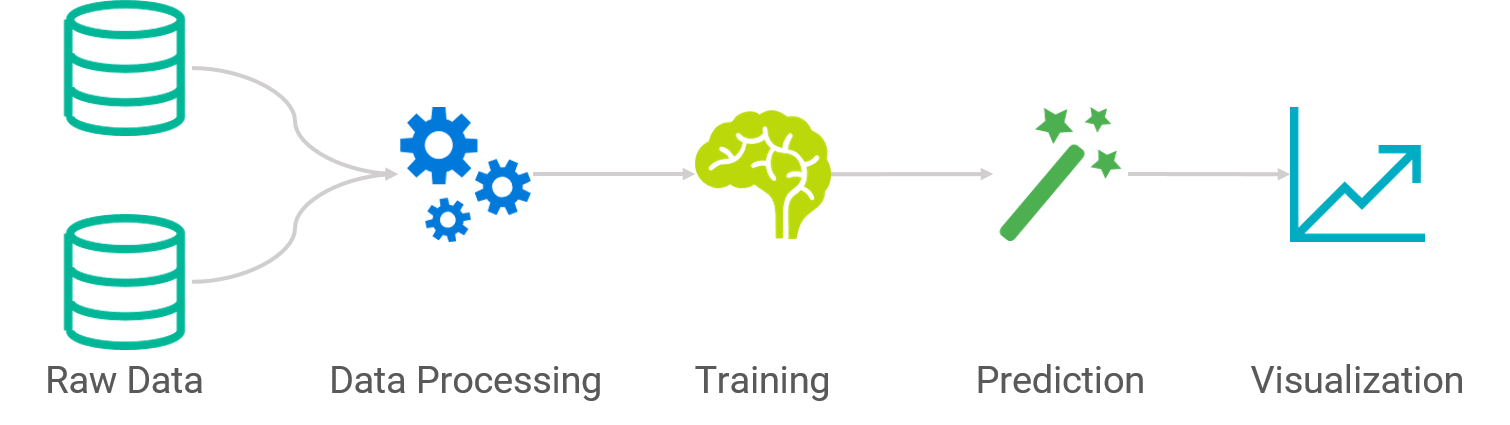 Raw Data
Data Processing
Training
Prediction
Visualization